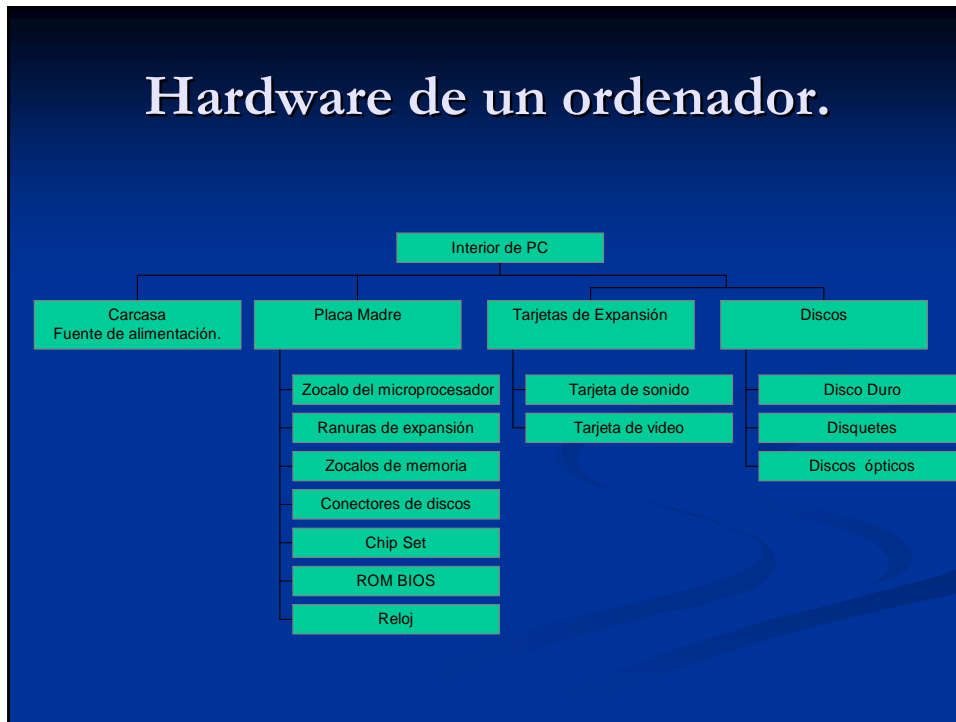 Hardware de un ordenador.
Interior de PC
Carcasa
Fuente de alimentación.
Placa Madre
Zocalo del microprocesador
Ranuras de expansión
Zocalos de memoria
Conectores de discos
Chip Set
ROM BIOS
Reloj
Tarjetas de Expansión
Tarjeta de sonido
Tarjeta de video
Discos
Disco Duro
Disquetes
Discos ópticos